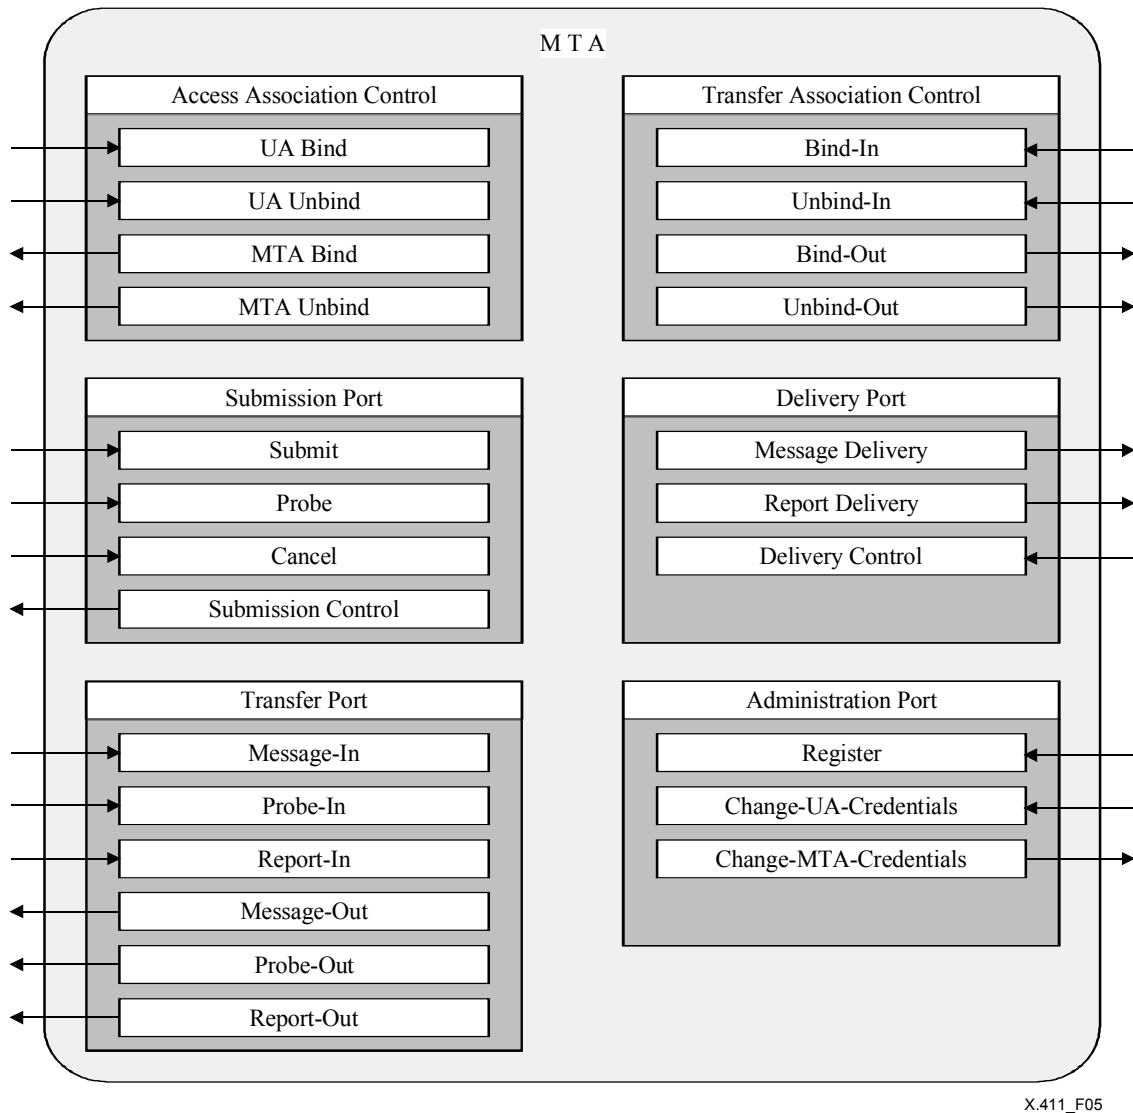 M T A
Access Association Control
UA Bind
UA Unbind
MTA Bind
MTA Unbind
Transfer Association Control
Bind-In
Unbind-In
Bind-Out
Unbind-Out
Submission Port
Submit
Probe
Cancel
Submission Control
Delivery Port
Message Delivery
Report Delivery
Delivery Control
Transfer Port
Message-In
Probe-In
Report-In
Message-Out
Probe-Out
Report-Out
Administration Port
Register
Change-UA-Credentials
Change-MTA-Credentials
X.411_F05